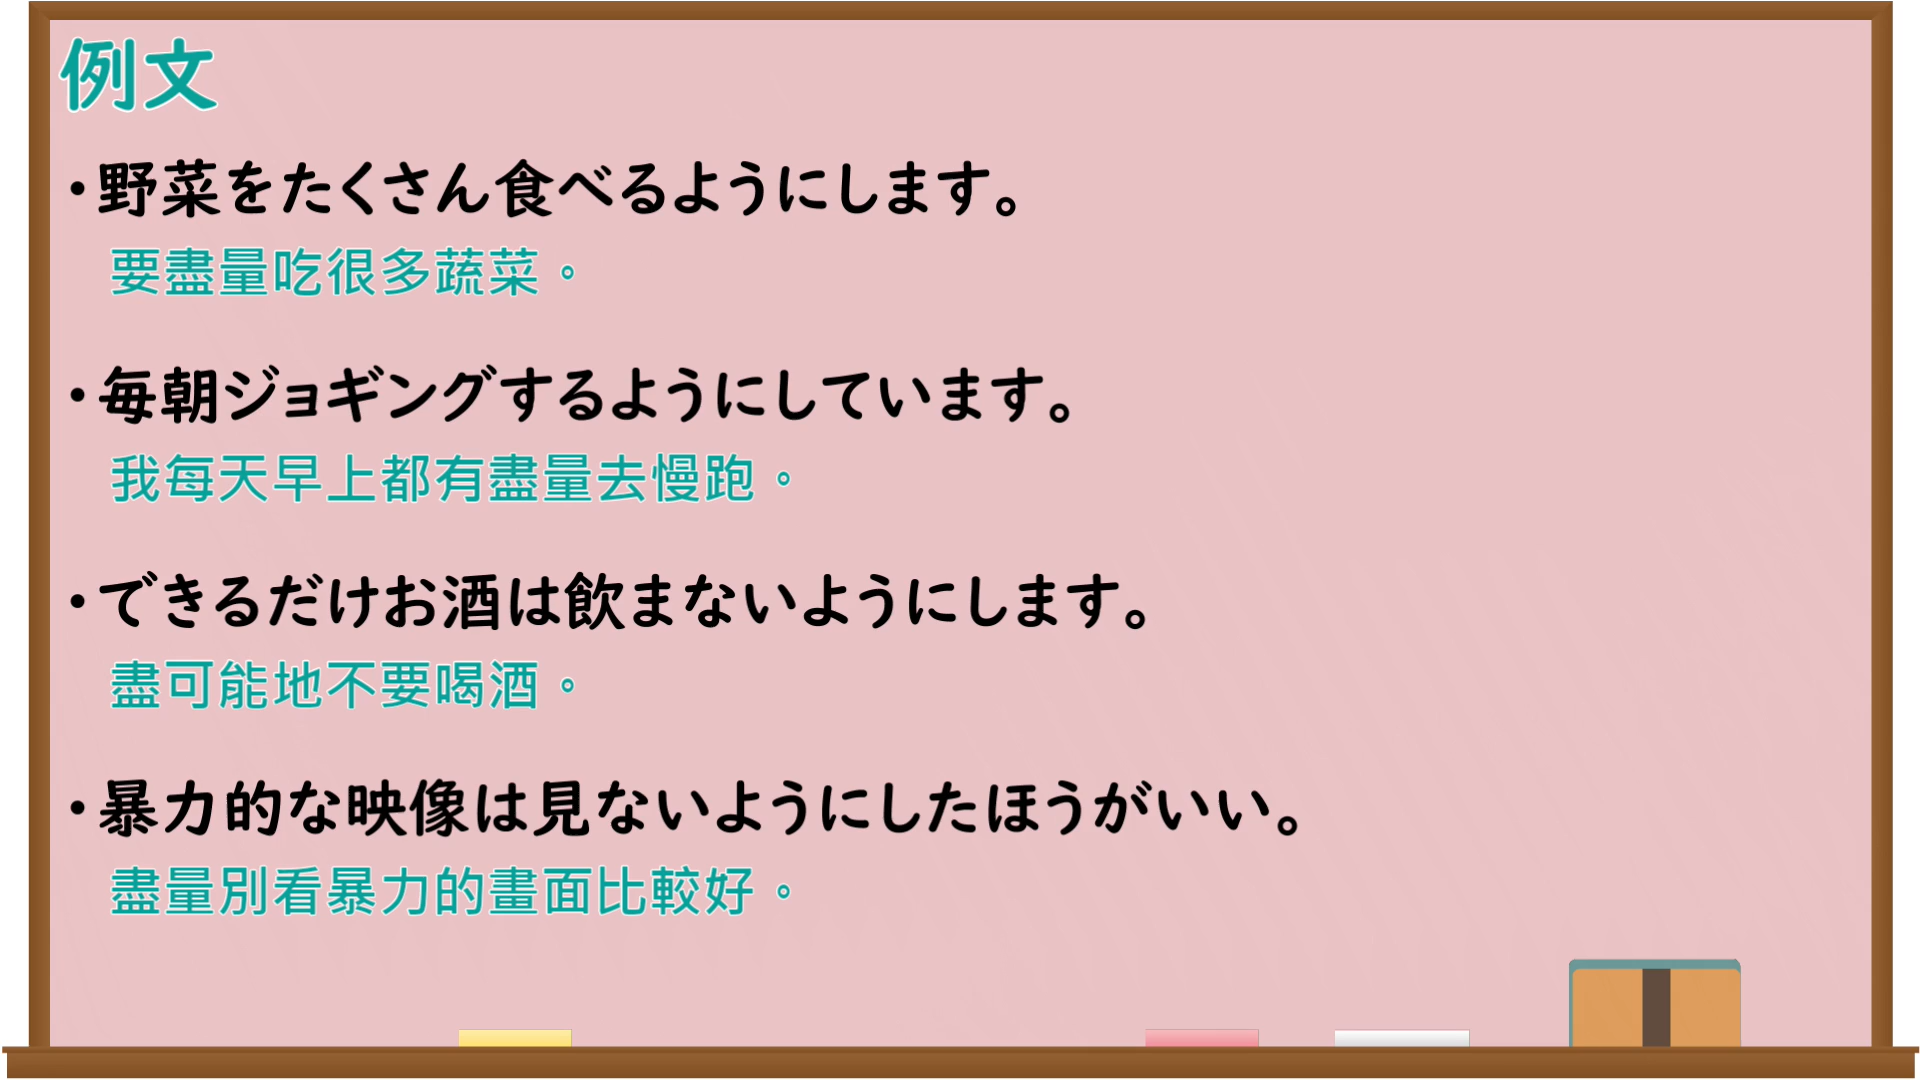 例文
・野菜をたくさん食べるようにします。
要盡量吃很多蔬菜。
・毎朝ジョギングするようにしています。
我每天早上都有盡量去慢跑。
・できるだけお酒は飲まないようにします。
盡可能地不要喝酒。
・暴力的な映像は見ないようにしたほうがいい。
盡量別看暴力的畫面比較好。